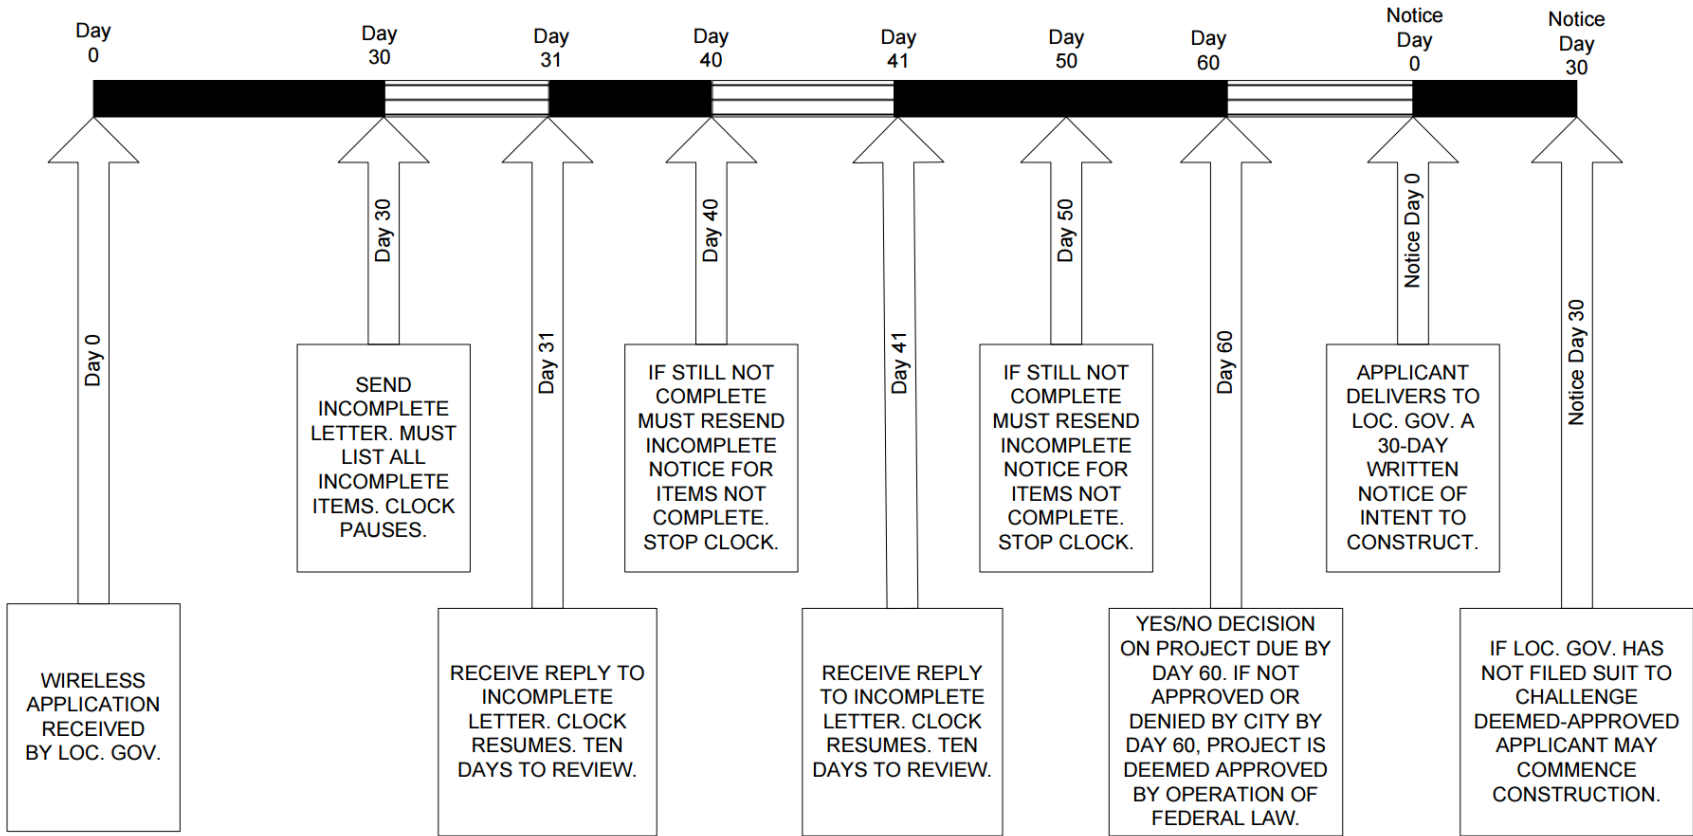 Day
0
Day
30
Day
31
Day
40
Day
41
Day
50
Day
60
Notice
Day
0
Notice
Day
30
Day 0
Day 30
Day 31
Day 40
Day 41
Day 50
Day 60
Notice Day 0
Notice Day 30
WIRELESS
APPLICATION
RECEIVED
BY LOC. GOV.
SEND
INCOMPLETE
LETTER. MUST
LIST ALL
INCOMPLETE
ITEMS. CLOCK
PAUSES.
RECEIVE REPLY TO
INCOMPLETE
LETTER. CLOCK
RESUMES. TEN
DAYS TO REVIEW.
IF STILL NOT
COMPLETE
MUST RESEND
INCOMPLETE
NOTICE FOR
ITEMS NOT
COMPLETE.
STOP CLOCK.
RECEIVE REPLY
TO INCOMPLETE
LETTER. CLOCK
RESUMES. TEN
DAYS TO REVIEW.
IF STILL NOT
COMPLETE
MUST RESEND
INCOMPLETE
NOTICE FOR
ITEMS NOT
COMPLETE.
STOP CLOCK.
YES/NO DECISION
ON PROJECT DUE BY
DAY 60. IF NOT
APPROVED OR
DENIED BY CITY BY
DAY 60, PROJECT IS
DEEMED APPROVED
BY OPERATION OF
FEDERAL LAW.
APPLICANT
DELIVERS TO
LOC. GOV. A
30-DAY
WRITTEN
NOTICE OF
INTENT TO
CONSTRUCT.
IF LOC. GOV. HAS
NOT FILED SUIT TO
CHALLENGE
DEEMED-APPROVED
APPLICANT MAY
COMMENCE
CONSTRUCTION.